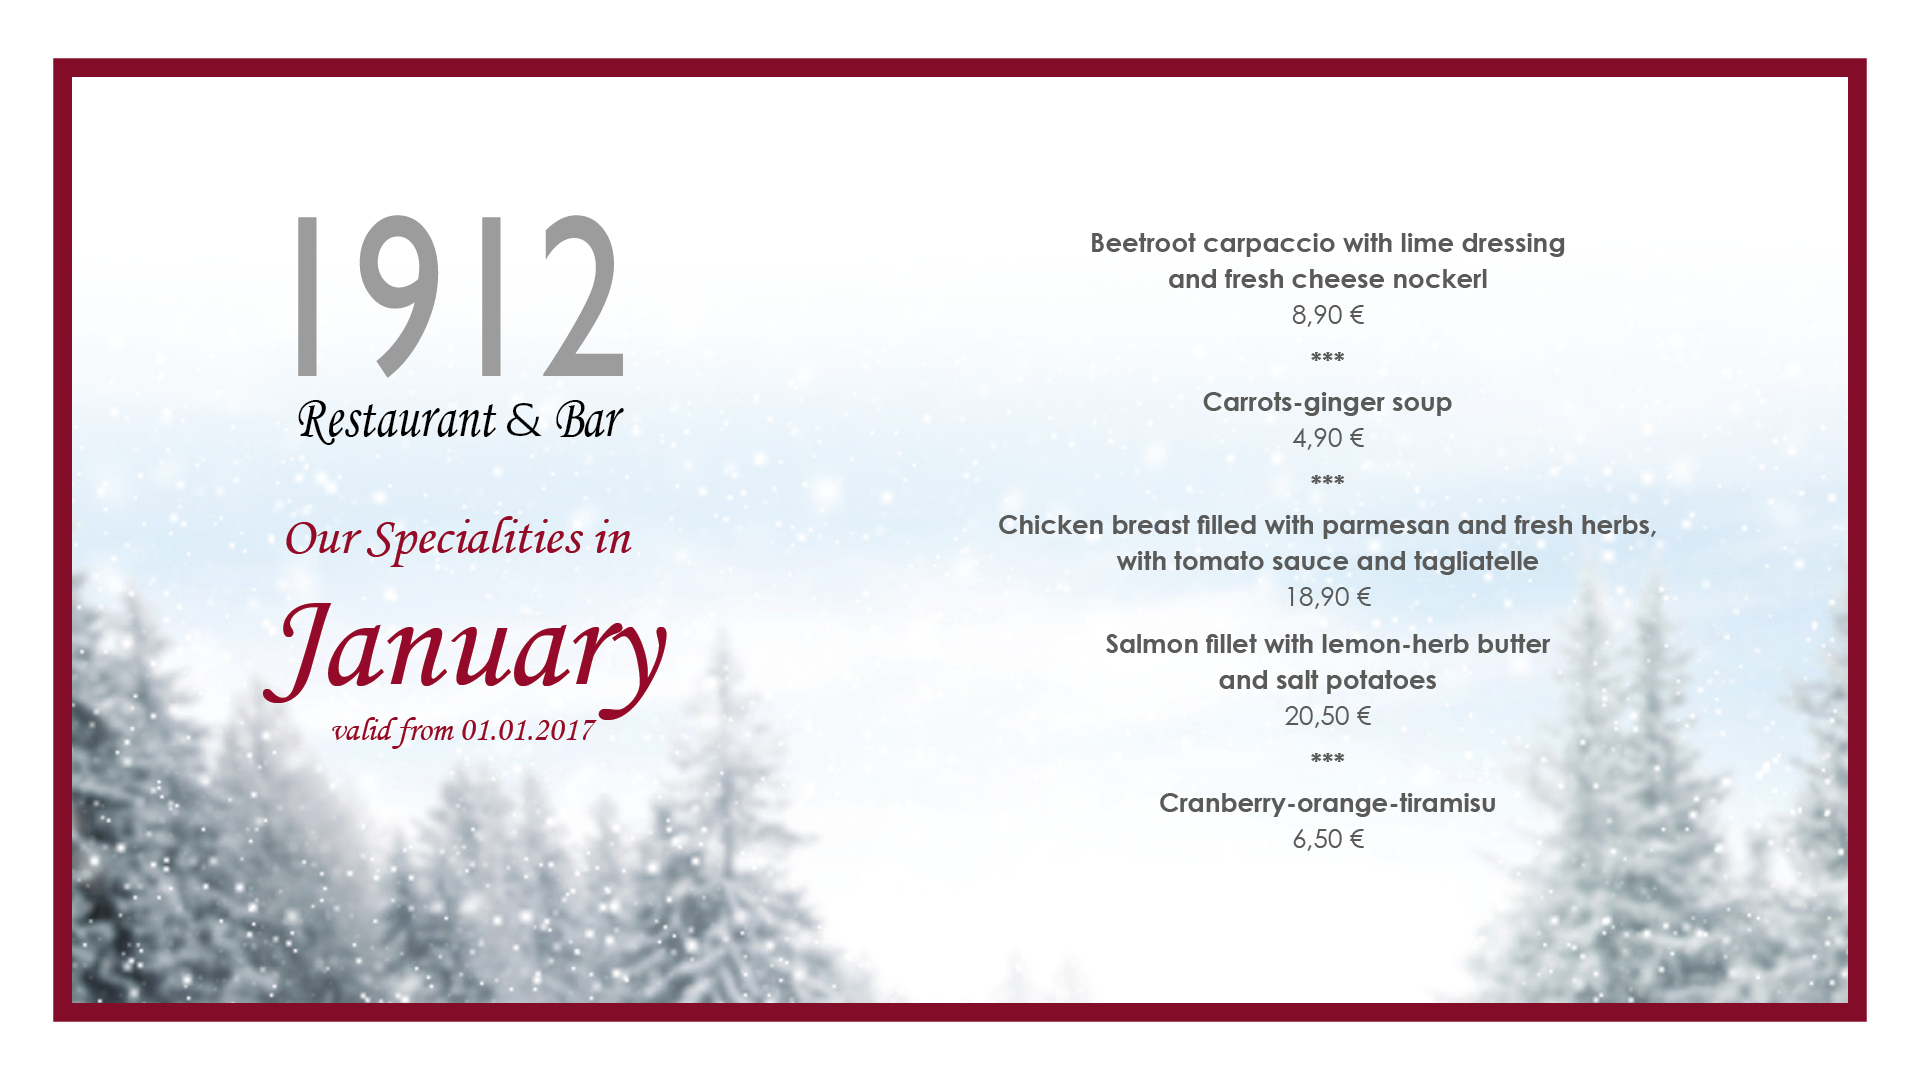 1912
Restaurant & Bar
Our Specialities in
January
valid from 01.01.2017
Beetroot carpaccio with lime dressing
and fresh cheese nockerl
8,90 €
***
Carrots-ginger soup
4,90 €
***
Chicken breast filled with parmesan and fresh herbs,
with tomato sauce and tagliatelle
18,90 €
Salmon fillet with lemon-herb butter
and salt potatoes
20,50 €
***
Cranberry-orange-tiramisu
6,50 €